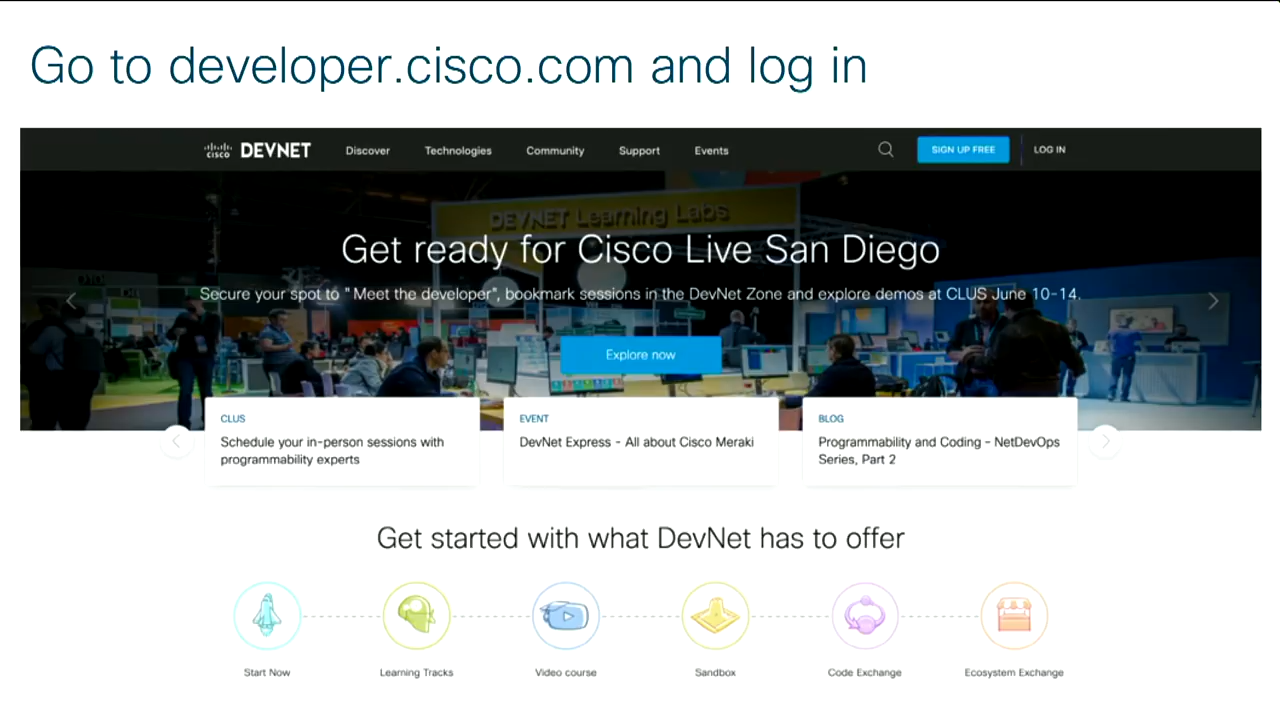 Go to developer.cisco.com and log in
CISCO DEVNET Discover Technologies Community Support Events SIGN UP FREE LOG IN
DEVNET Learning Labs
Get ready for Cisco Live San Diego
Secure your spot to "Meet the developer", bookmark sessions in the DevNet Zone and explore demos at CLUS June 10-14.
Explore now
CLUS
Schedule your in-person sessions with
programmability experts
EVENT
DevNet Express - All about Cisco Meraki
BLOG
Programmability and Coding - NetDevOps
Series, Part 2
Get started with what DevNet has to offer
Start Now Learning Tracks Video course Sandbox Code Exchange Ecosystem Exchange